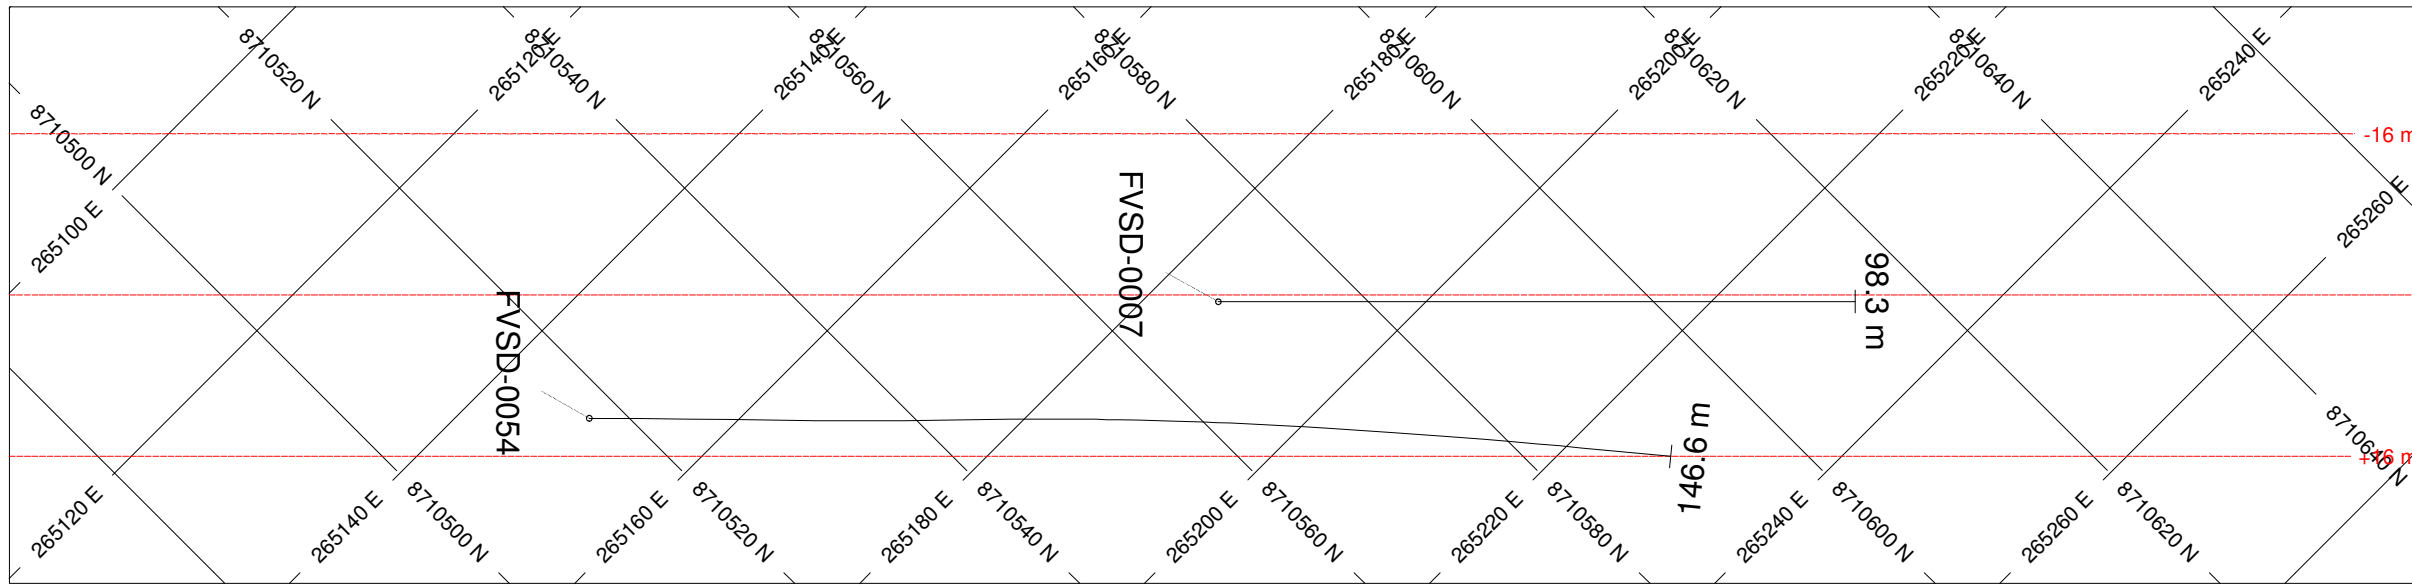 8710520 N
265120 E
8710540 N
265140 E
8710560 N
265160 E
8710580 N
265180 E
8710600 N
265200 E
8710620 N
265220 E
8710640 N
265240 E
8710500 N
-16 m
265100 E
265260 E
FVSD-0007
98.3 m
FVSD-0054
146.6 m
8710640 N
+16 m
265120 E
265140 E
8710500 N
265160 E
8710520 N
265180 E
8710540 N
265200 E
8710560 N
265220 E
8710580 N
265240 E
8710600 N
265260 E
8710620 N